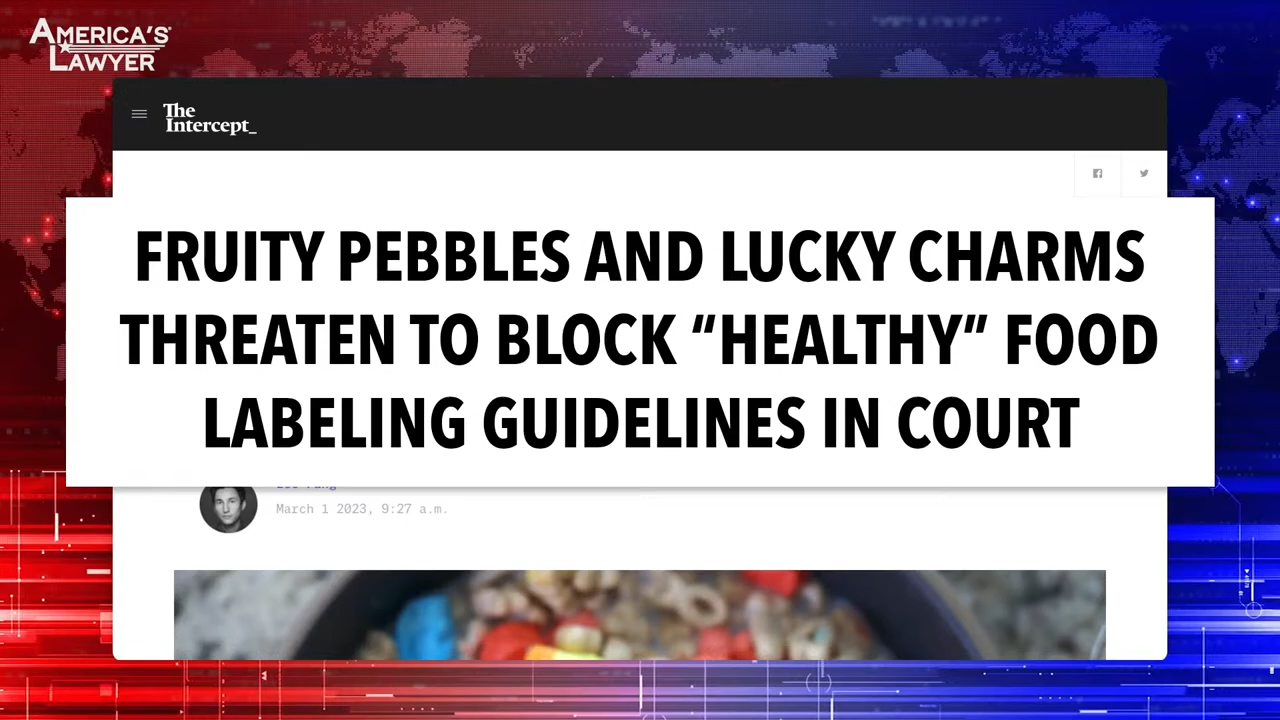 AMERICA'S
LAWYER
The
Intercept_
FRUITY PEBBLES AND LUCKY CHARMS
THREATEN TO BLOCK “HEALTHY” FOOD
LABELING GUIDELINES IN COURT
March 1 2023, 9:27 a.m.